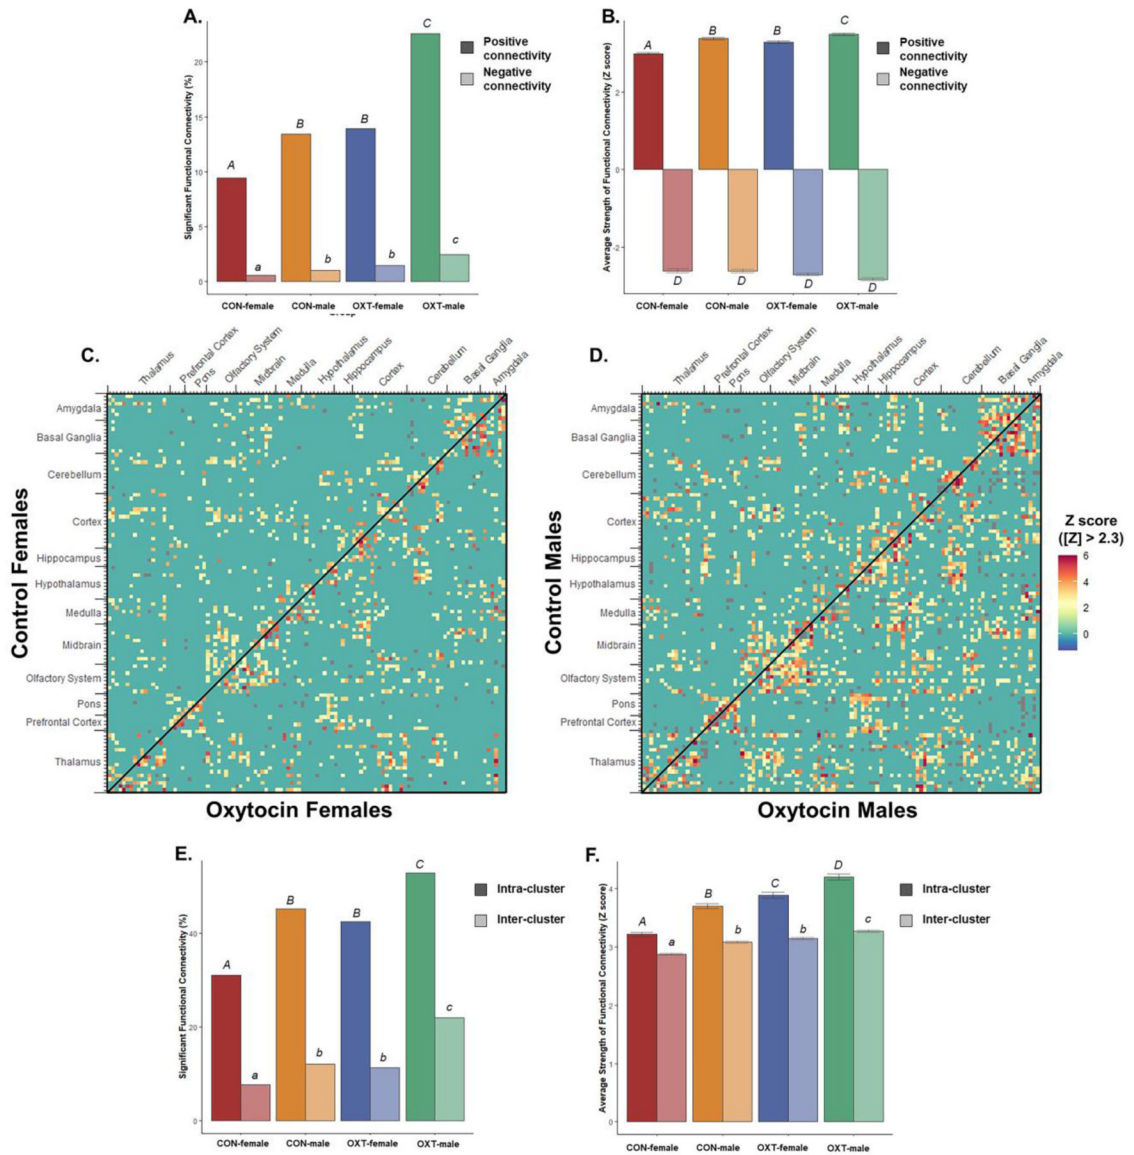 A.
Significant Functional Connectivity (%)
20
15
10
5
0
A
a
B
b
B
b
C
c
Positive
connectivity
Negative
connectivity
CON-female CON-male OXT-female OXT-male
B.
Average Strength of Functional Connectivity (Z score)
2
0
-2
A
B
B
C
D
D
D
D
Positive
connectivity
Negative
connectivity
CON-female CON-male OXT-female OXT-male
C.
Thalamus
Prefrontal Cortex
Pons
Olfactory System
Midbrain
Medulla
Hypothalamus
Hippocampus
Cortex
Cerebellum
Basal Ganglia
Amygdala
Control Females
Amygdala
Basal Ganglia
Cerebellum
Cortex
Hippocampus
Hypothalamus
Medulla
Midbrain
Olfactory System
Pons
Prefrontal Cortex
Thalamus
Oxytocin Females
D.
Thalamus
Prefrontal Cortex
Pons
Olfactory System
Midbrain
Medulla
Hypothalamus
Hippocampus
Cortex
Cerebellum
Basal Ganglia
Amygdala
Control Males
Amygdala
Basal Ganglia
Cerebellum
Cortex
Hippocampus
Hypothalamus
Medulla
Midbrain
Olfactory System
Pons
Prefrontal Cortex
Thalamus
Oxytocin Males
Z score
([Z] > 2.3)
6
4
2
0
E.
Significant Functional Connectivity (%)
40
20
0
A
a
B
b
B
b
C
c
Intra-cluster
Inter-cluster
CON-female CON-male OXT-female OXT-male
F.
Average Strength of Functional Connectivity (Z score)
4
3
2
1
0
A
a
B
b
C
b
D
c
Intra-cluster
Inter-cluster
CON-female CON-male OXT-female OXT-male